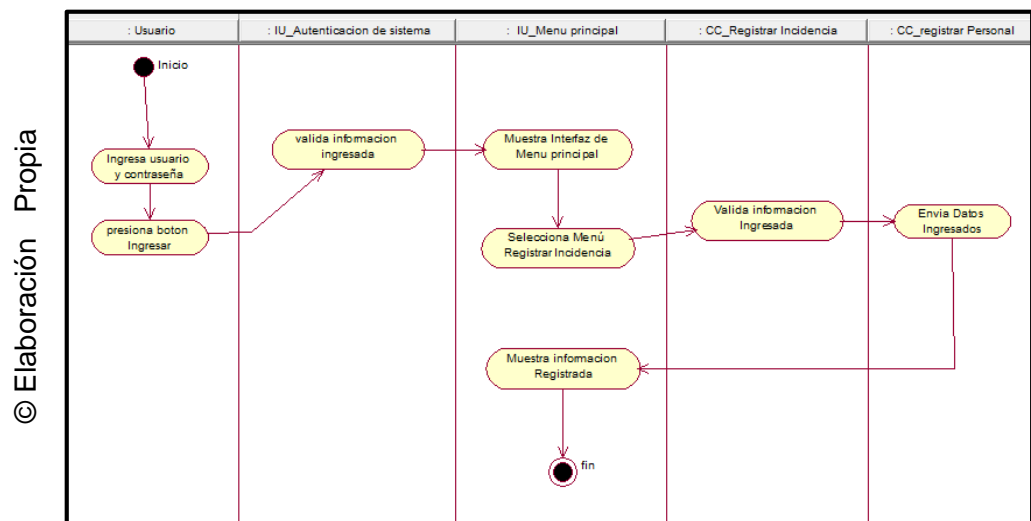 © Elaboración Propia
: Usuario
: IU_Autenticacion de sistema
: IU_Menu principal
: CC_Registrar Incidencia
: CC_registrar Personal
Inicio
Ingresa usuario
y contraseña
presiona boton
Ingresar
valida informacion
ingresada
Muestra Interfaz de
Menu principal
Selecciona Menú
Registrar Incidencia
Valida informacion
Ingresada
Envia Datos
Ingresados
Muestra informacion
Registrada
fin